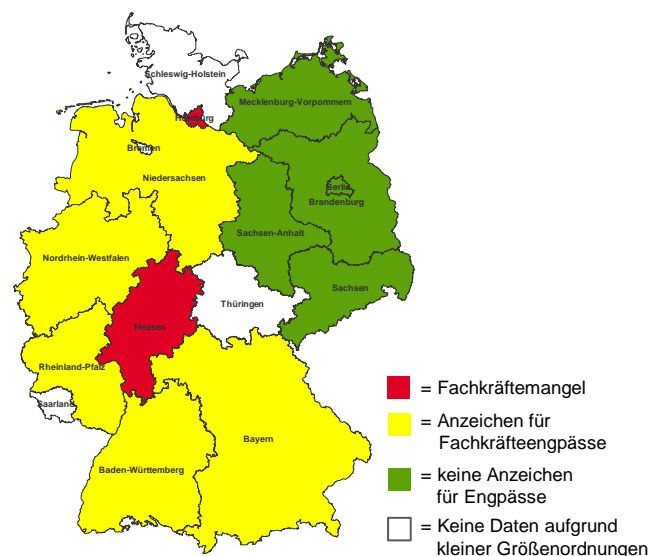 Schleswig-Holstein
Mecklenburg-Vorpommern
Hamburg
Bremen
Niedersachsen
Berlin
Brandenburg
Sachsen-Anhalt
Nordrhein-Westfalen
Sachsen
Thüringen
Hessen
Rheinland-Pfalz
Saarland
Bayern
Baden-Württemberg
= Fachkräftemangel
= Anzeichen für
Fachkräfteengpässe
= keine Anzeichen
für Engpässe
= Keine Daten aufgrund
kleiner Größenordnungen